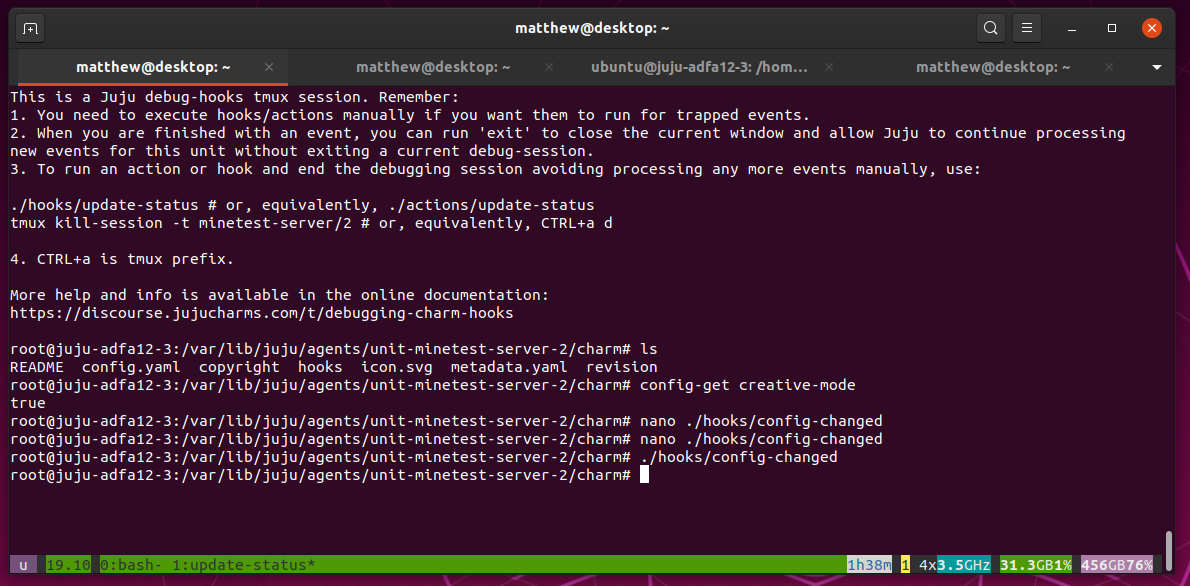 matthew@desktop: ~
matthew@desktop: ~
matthew@desktop: ~
ubuntu@juju-adfa12-3: /hom...
matthew@desktop: ~
This is a Juju debug-hooks tmux session. Remember:
1. You need to execute hooks/actions manually if you want them to run for trapped events.
2. When you are finished with an event, you can run 'exit' to close the current window and allow Juju to continue processing
new events for this unit without exiting a current debug-session.
3. To run an action or hook and end the debugging session avoiding processing any more events manually, use:
./hooks/update-status # or, equivalently, ./actions/update-status
tmux kill-session -t minetest-server/2 # or, equivalently, CTRL+a d
4. CTRL+a is tmux prefix.
More help and info is available in the online documentation:
https://discourse.jujucharms.com/t/debugging-charm-hooks
root@juju-adfa12-3:/var/lib/juju/agents/unit-minetest-server-2/charm# ls
README  config.yaml  copyright  hooks  icon.svg  metadata.yaml  revision
root@juju-adfa12-3:/var/lib/juju/agents/unit-minetest-server-2/charm# config-get creative-mode
true
root@juju-adfa12-3:/var/lib/juju/agents/unit-minetest-server-2/charm# nano ./hooks/config-changed
root@juju-adfa12-3:/var/lib/juju/agents/unit-minetest-server-2/charm# nano ./hooks/config-changed
root@juju-adfa12-3:/var/lib/juju/agents/unit-minetest-server-2/charm# ./hooks/config-changed
root@juju-adfa12-3:/var/lib/juju/agents/unit-minetest-server-2/charm#
u 19.10 0:bash- 1:update-status* 1h38m 1 4x3.5GHz 31.3GB1% 456GB76%